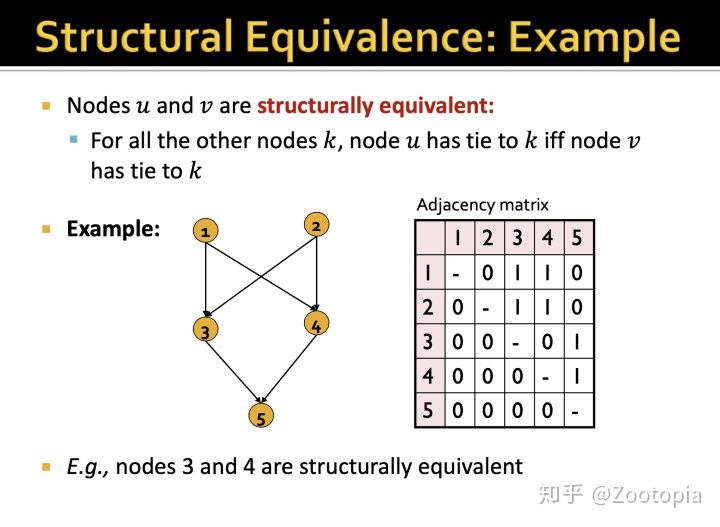 Structural Equivalence: Example
Nodes u and v are structurally equivalent:
For all the other nodes k, node u has tie to k iff node v
has tie to k
Example:
1 2
3 4
5
Adjacency matrix
1 2 3 4 5
1 - 0 1 1 0
2 0 - 1 1 0
3 0 0 - 0 1
4 0 0 0 - 1
5 0 0 0 0 -
E.g., nodes 3 and 4 are structurally equivalent
知乎 @Zootopia